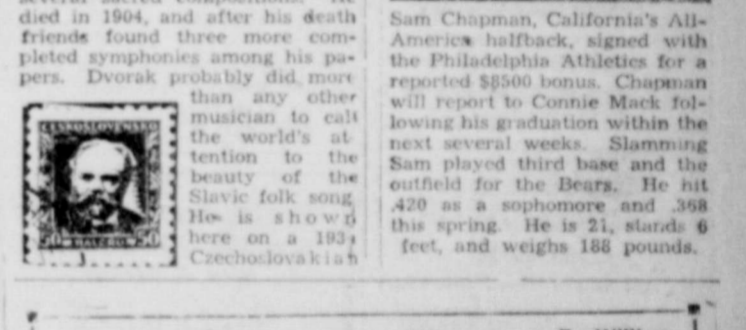 died in 1904, and after his death
friends found three more com-
pleted symphonies among his pa-
pers. Dvorak probably did more
than any other
musician to call
the world's at
tention to the
beauty of the
Slavic folk song
He is shown
here on a 1934
Czechoslovakian
CESKOSLOVENSKO
50 HALERU 50
Sam Chapman, California's All-
America halfback, signed with
the Philadelphia Athletics for a
reported $8500 bonus. Chapman
will report to Connie Mack fol-
lowing his graduation within the
next several weeks. Slamming
Sam played third base and the
outfield for the Bears. He hit
.420 as a sophomore and .368
this spring. He is 21, stands 6
feet, and weighs 188 pounds.